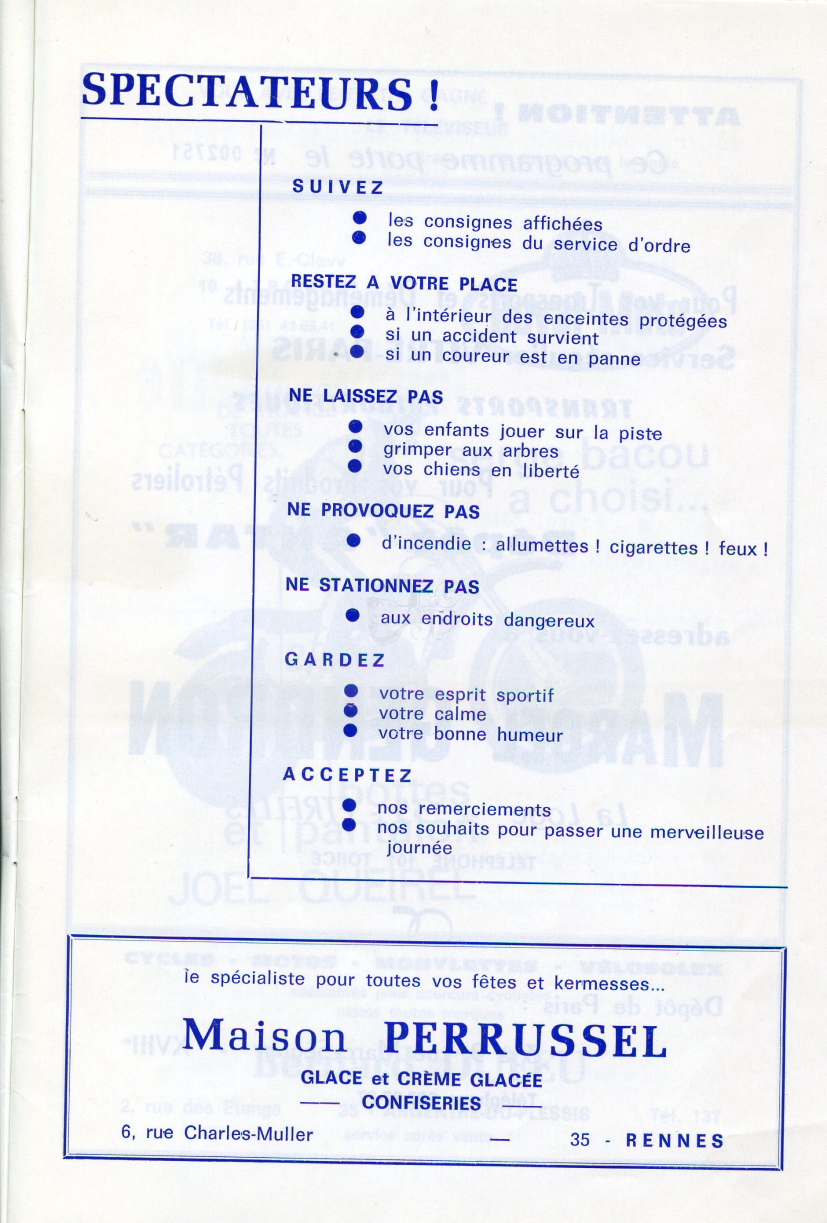 SPECTATEURS !
SUIVEZ
● les consignes affichées
● les consignes du service d'ordre
RESTEZ A VOTRE PLACE
● à l'intérieur des enceintes protégées
● si un accident survient
● si un coureur est en panne
NE LAISSEZ PAS
● vos enfants jouer sur la piste
● grimper aux arbres
● vos chiens en liberté
NE PROVOQUEZ PAS
● d'incendie : allumettes ! cigarettes ! feux !
NE STATIONNEZ PAS
● aux endroits dangereux
GARDEZ
● votre esprit sportif
● votre calme
● votre bonne humeur
ACCEPTEZ
● nos remerciements
● nos souhaits pour passer une merveilleuse
journée
le spécialiste pour toutes vos fêtes et kermesses...
Maison PERRUSSEL
GLACE et CRÈME GLACÉE
— CONFISERIES —
6, rue Charles-Muller — 35 - RENNES